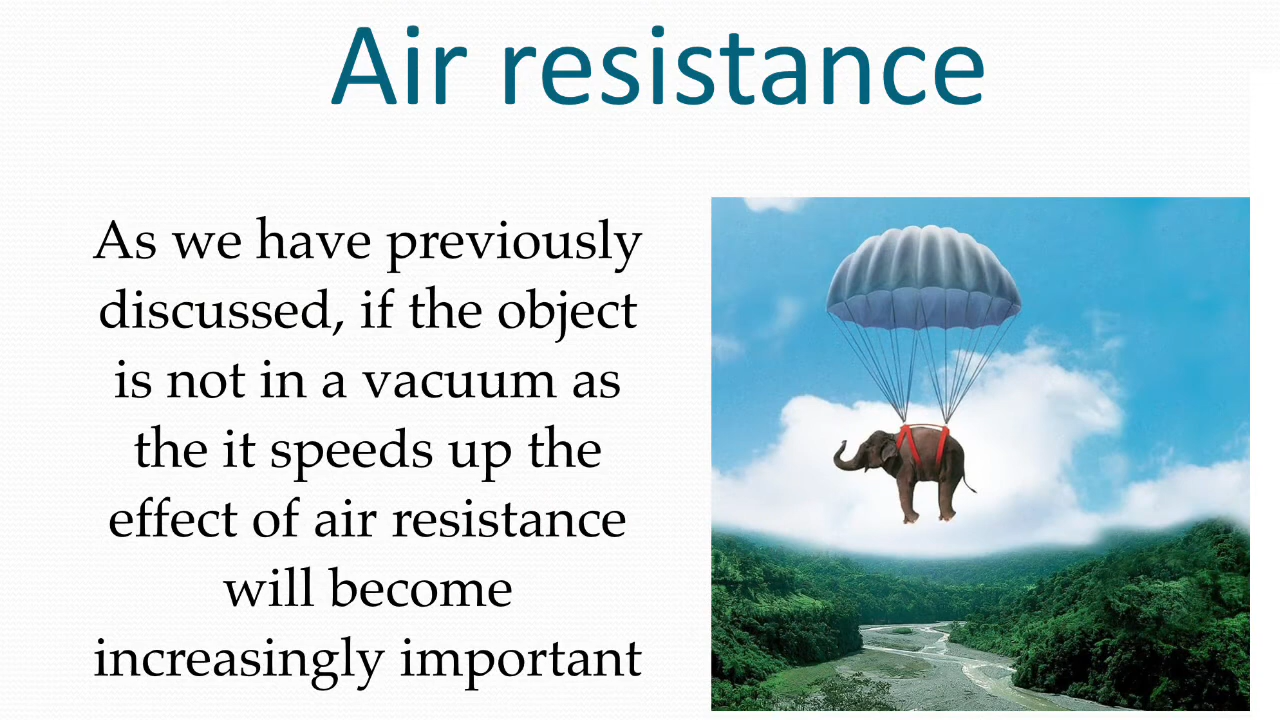 Air resistance
As we have previously
discussed, if the object
is not in a vacuum as
the it speeds up the
effect of air resistance
will become
increasingly important